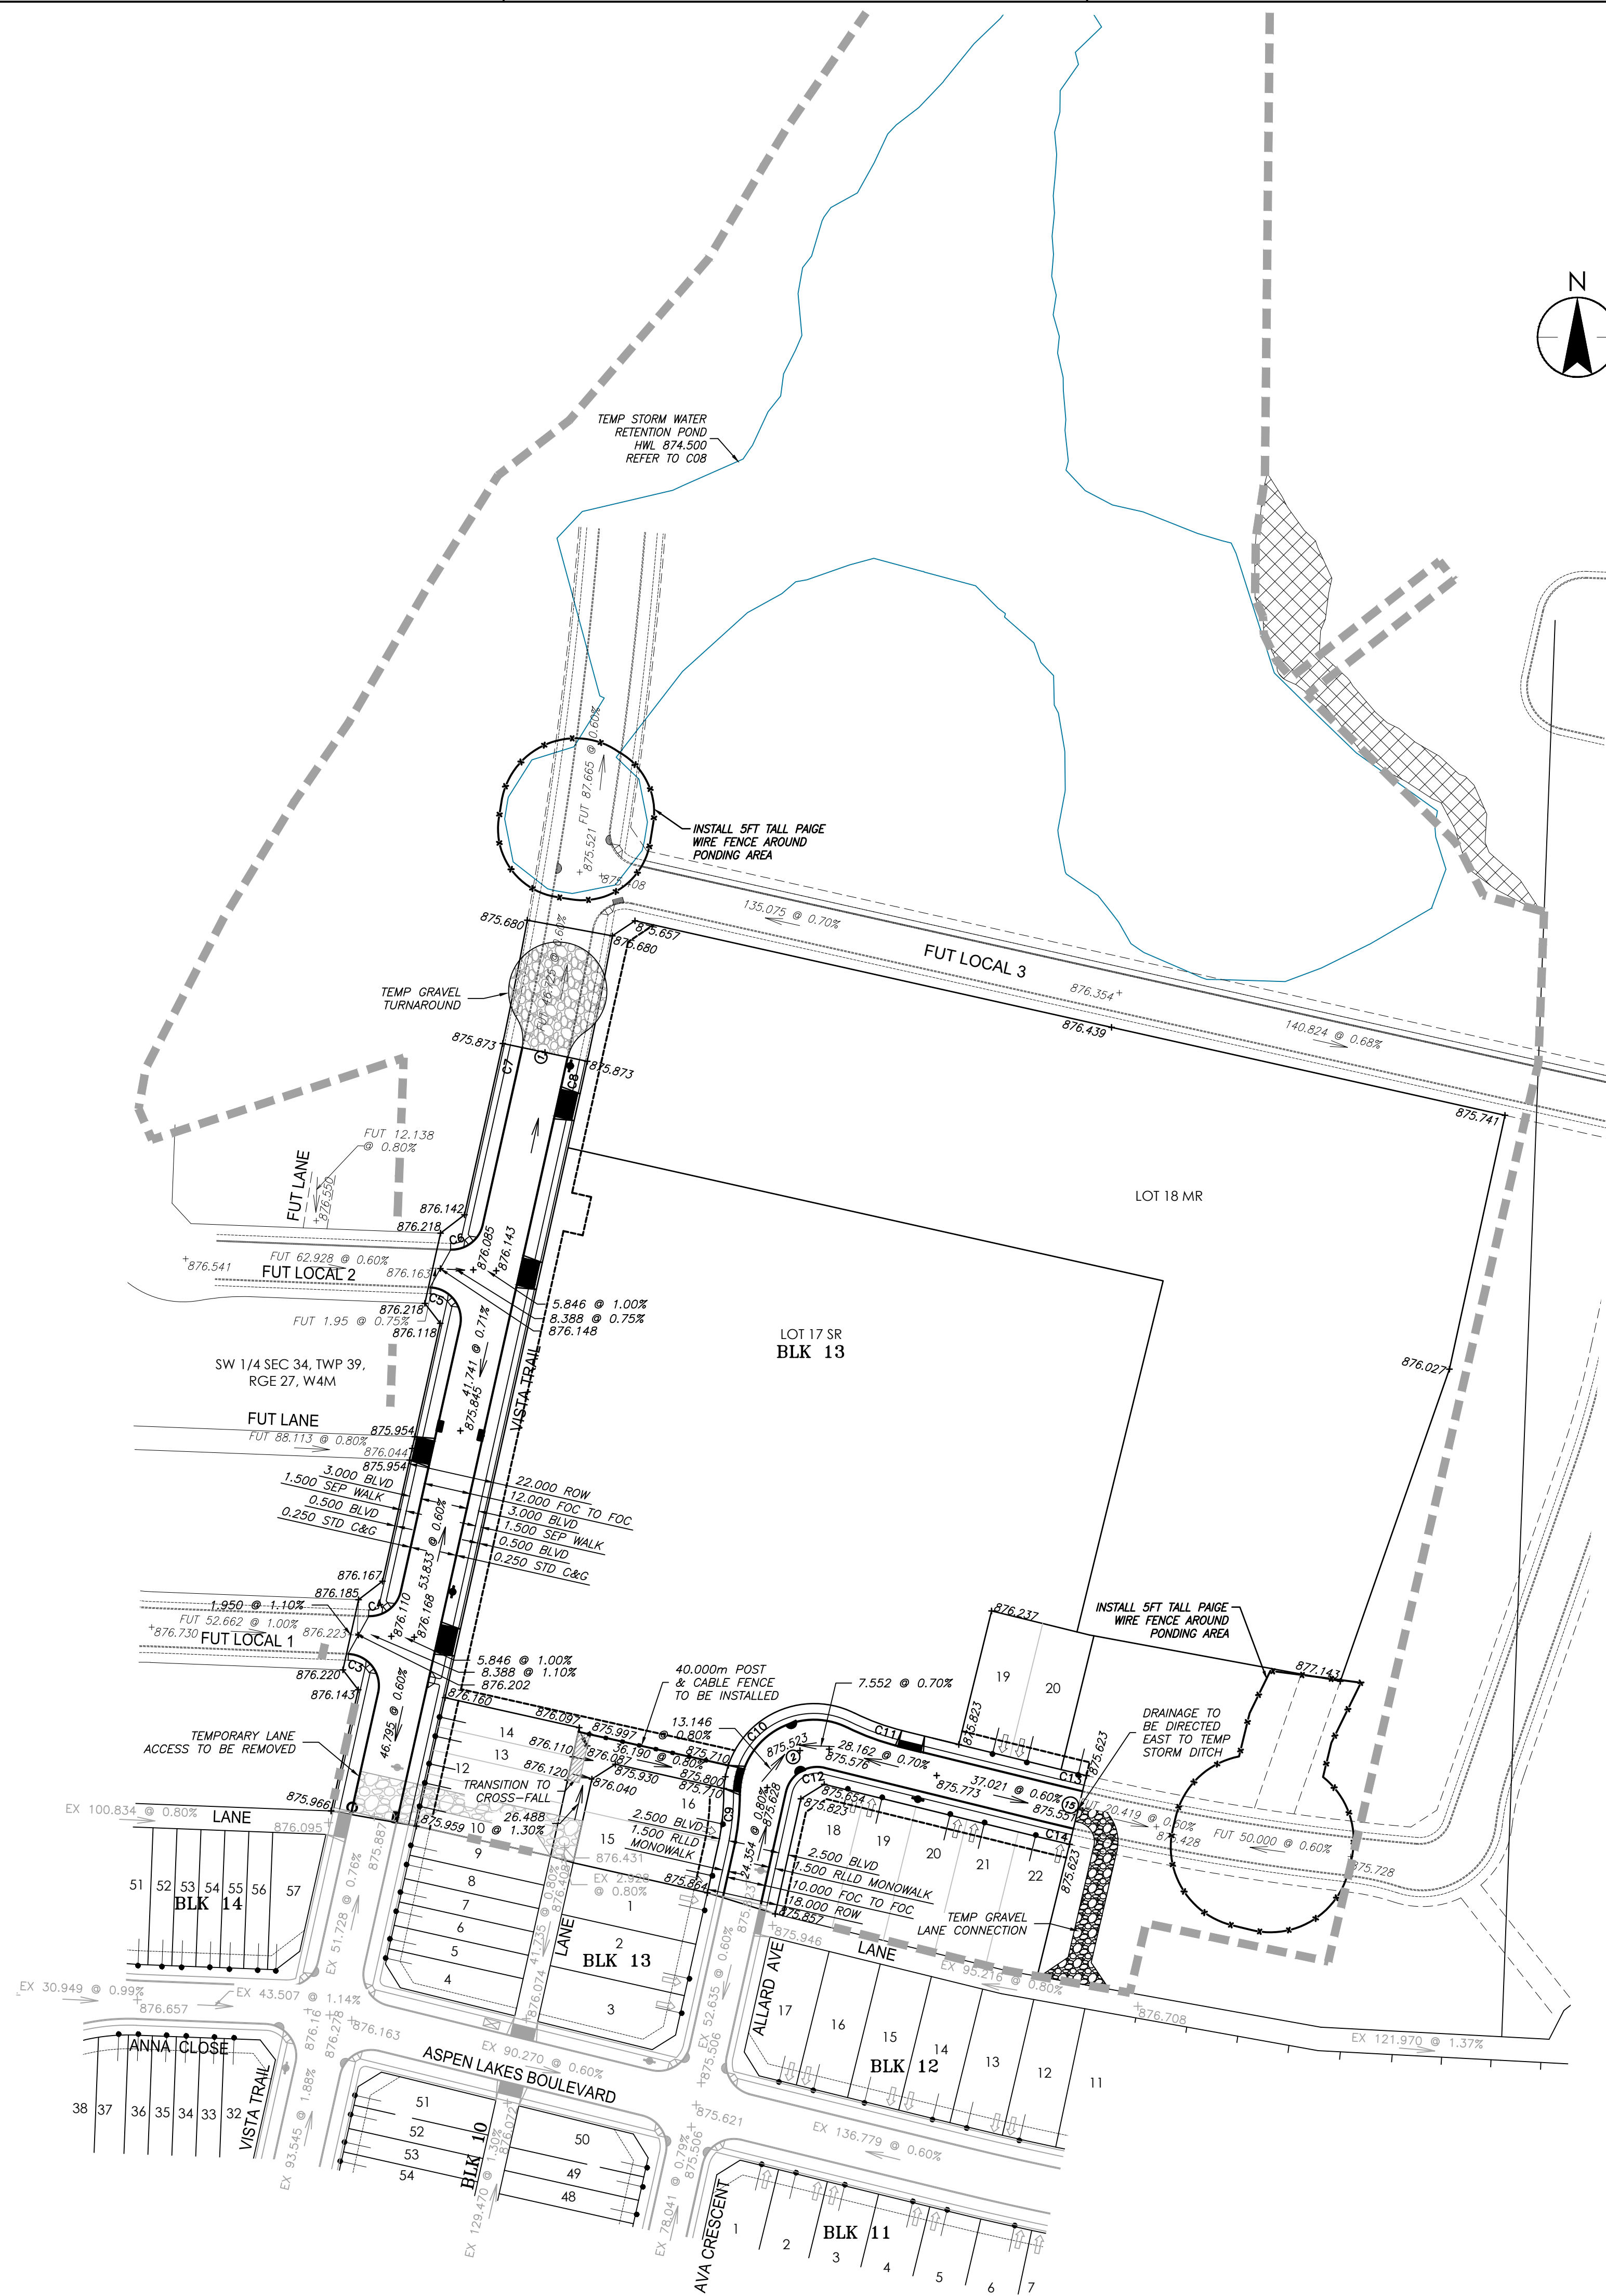 N
TEMP STORM WATER
RETENTION POND
HWL 874.500
REFER TO C08
FUT 87.665 @ 0.60%
875.521
INSTALL 5FT TALL PAIGE
WIRE FENCE AROUND
PONDING AREA
135.075 @ 0.70%
875.680
875.657
875.680
FUT LOCAL 3
TEMP GRAVEL
TURNAROUND
FUT 46.725 @ 0.60%
876.354
876.439
140.824 @ 0.68%
875.873
C7
C8
875.873
875.741
FUT 12.138
@ 0.80%
FUT LANE
876.550
LOT 18 MR
876.142
876.218
C6
876.085
876.143
FUT 62.928 @ 0.60%
876.541
FUT LOCAL 2
876.163
C5
876.218
FUT 1.95 @ 0.75%
876.118
5.846 @ 1.00%
8.388 @ 0.75%
876.148
41.741 @ 0.71%
LOT 17 SR
BLK 13
VISTA TRAIL
876.027
SW 1/4 SEC 34, TWP 39,
RGE 27, W4M
875.845
FUT LANE
875.954
FUT 88.113 @ 0.80%
876.044
875.954
3.000 BLVD
1.500 SEP WALK
0.500 BLVD
0.250 STD C&G
22.000 ROW
12.000 FOC TO FOC
3.000 BLVD
1.500 SEP WALK
0.500 BLVD
0.250 STD C&G
53.833 @ 0.60%
876.167
876.185
C4
1.950 @ 1.10%
FUT 52.662 @ 1.00%
876.730
FUT LOCAL 1
876.223
876.110
876.168
C3
876.220
876.143
5.846 @ 1.00%
8.388 @ 1.10%
876.202
46.795 @ 0.60%
40.000m POST
& CABLE FENCE
TO BE INSTALLED
7.552 @ 0.70%
876.237
19
20
INSTALL 5FT TALL PAIGE
WIRE FENCE AROUND
PONDING AREA
877.143
876.160
876.097
875.997
13.146
@ 0.80%
C10
C11
875.823
875.623
DRAINAGE TO
BE DIRECTED
EAST TO TEMP
STORM DITCH
TEMPORARY LANE
ACCESS TO BE REMOVED
14
13
12
876.110
876.120
876.087
36.190 @ 0.80%
875.930
876.040
875.710
875.800
875.710
875.523
2
875.576
28.162 @ 0.70%
875.773
37.021 @ 0.60%
C13
875.551
15
FUT 20.419 @ 0.60%
875.428
FUT 50.000 @ 0.60%
875.728
C12
875.654
875.823
C14
TRANSITION TO
CROSS-FALL
26.488
@ 1.30%
16
C9
875.628
24.354 @ 0.80%
EX 100.834 @ 0.80%
LANE
875.966
876.095
875.959
10
9
8
7
6
5
4
15
2.500 BLVD
1.500 RLLD
MONOWALK
876.431
EX 2.928
@ 0.80%
875.864
18
19
20
21
22
875.623
2.500 BLVD
1.500 RLLD MONOWALK
10.000 FOC TO FOC
18.000 ROW
875.857
875.946
TEMP GRAVEL
LANE CONNECTION
LANE
EX 95.216 @ 0.80%
876.708
EX 121.970 @ 1.37%
51
52
53
54
55
56
57
BLK 14
EX 51.728 @ 0.76%
875.887
LANE
EX 41.735 @ 0.80%
876.074
1
2
3
BLK 13
EX 52.635 @ 0.60%
875.506
ALLARD AVE
17
16
15
14
13
12
11
BLK 12
EX 30.949 @ 0.99%
876.657
EX 43.507 @ 1.14%
876.278
876.163
ANNA CLOSE
EX 90.270 @ 0.60%
ASPEN LAKES BOULEVARD
875.621
EX 136.779 @ 0.60%
38
37
36
35
34
33
32
VISTA TRAIL
EX 93.545 @ 1.88%
51
52
53
54
BLK 10
876.072
EX 129.470 @ 1.30%
50
49
48
EX 78.041 @ 0.79%
875.506
AVA CRESCENT
1
2
3
4
5
6
7
BLK 11